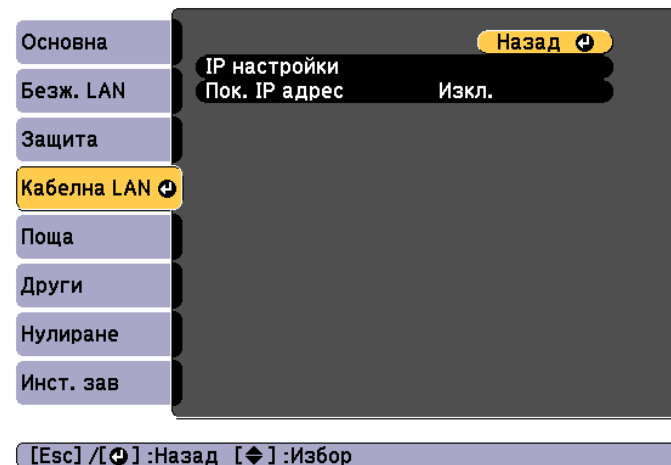 Основна
Безж. LAN
Защита
Кабелна LAN
Поща
Други
Нулиране
Инст. зав
Назад
IP настройки
Пок. IP адрес Изкл.
[Esc] /[ ] :Назад [ ] :Избор